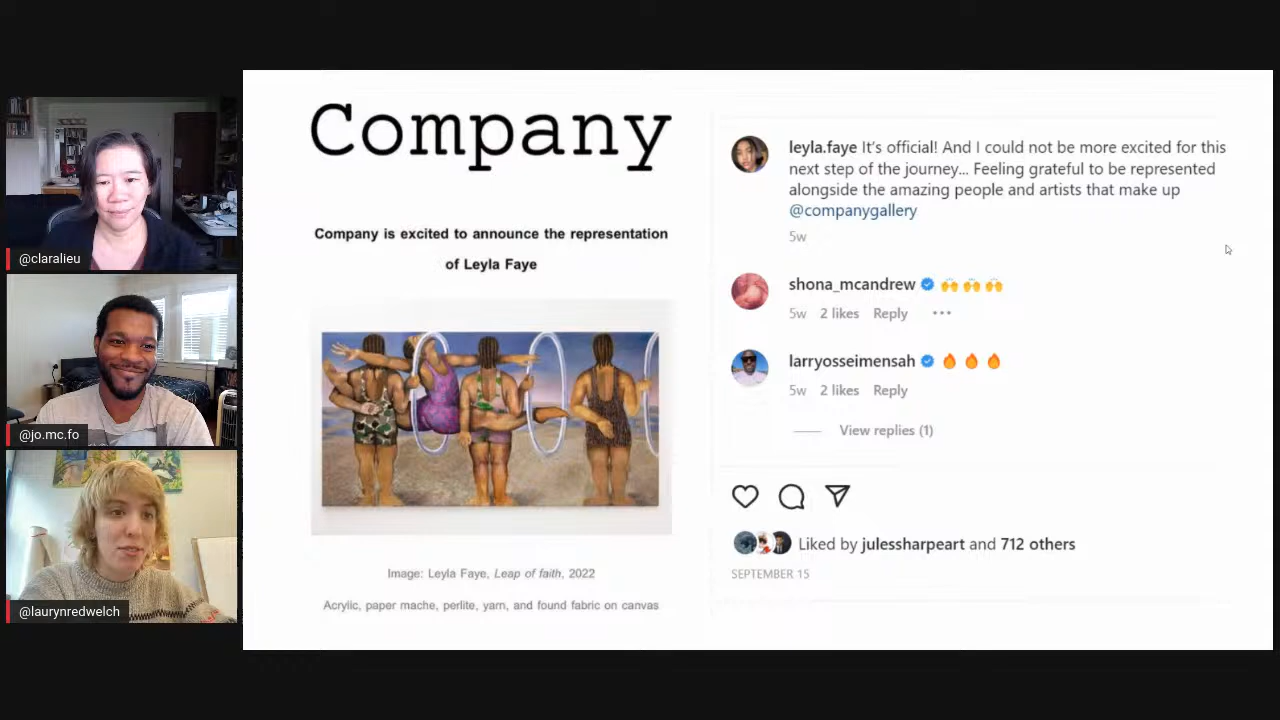 @claralieu
@jo.mc.fo
@laurynredwelch
Company
Company is excited to announce the representation
of Leyla Faye
Image: Leyla Faye, Leap of faith, 2022
Acrylic, paper mache, perlite, yarn, and found fabric on canvas
leyla.faye It's official! And I could not be more excited for this
next step of the journey... Feeling grateful to be represented
alongside the amazing people and artists that make up
@companygallery
5w
shona_mcandrew 🙌 🙌 🙌
5w 2 likes Reply •••
larryosseimensah 🔥 🔥 🔥
5w 2 likes Reply
View replies (1)
Liked by julessharpeart and 712 others
SEPTEMBER 15